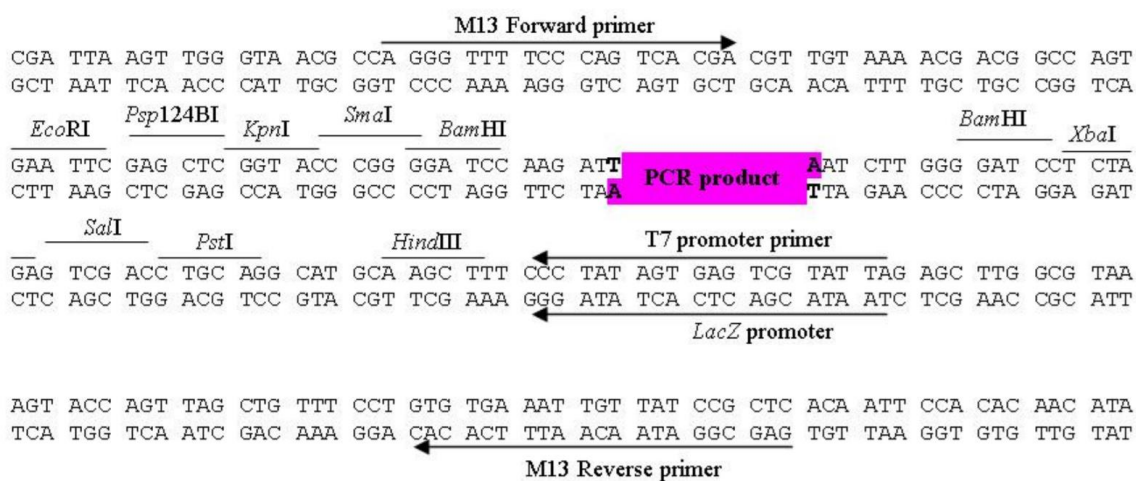 M13 Forward primer
CGA TTA AGT TGG GTA ACG CCA GGG TTT TCC CAG TCA CGA CGT TGT AAA ACG ACG GCC AGT
GCT AAT TCA ACC CAT TGC GGT CCC AAA AGG GTC AGT GCT GCA ACA TTT TGC TGC CGG TCA
EcoRI Psp124BI KpnI SmaI BamHI BamHI XbaI
GAA TTC GAG CTC GGT ACC CGG GGA TCC AAG ATT PCR product AAT CTT GGG GAT CCT CTA
CTT AAG CTC GAG CCA TGG GCC CCT AGG TTC TAA TTA GAA CCC CTA GGA GAT
SalI PstI HindIII T7 promoter primer
GAG TCG ACC TGC AGG CAT GCA AGC TTT CCC TAT AGT GAG TCG TAT TAG AGC TTG GCG TAA
CTC AGC TGG ACG TCC GTA CGT TCG AAA GGG ATA TCA CTC AGC ATA ATC TCG AAC CGC ATT
LacZ promoter
AGT ACC AGT TAG CTG TTT CCT GTG TGA AAT TGT TAT CCG CTC ACA ATT CCA CAC AAC ATA
TCA TGG TCA ATC GAC AAA GGA CAC ACT TTA ACA ATA GGC GAG TGT TAA GGT GTG TTG TAT
M13 Reverse primer